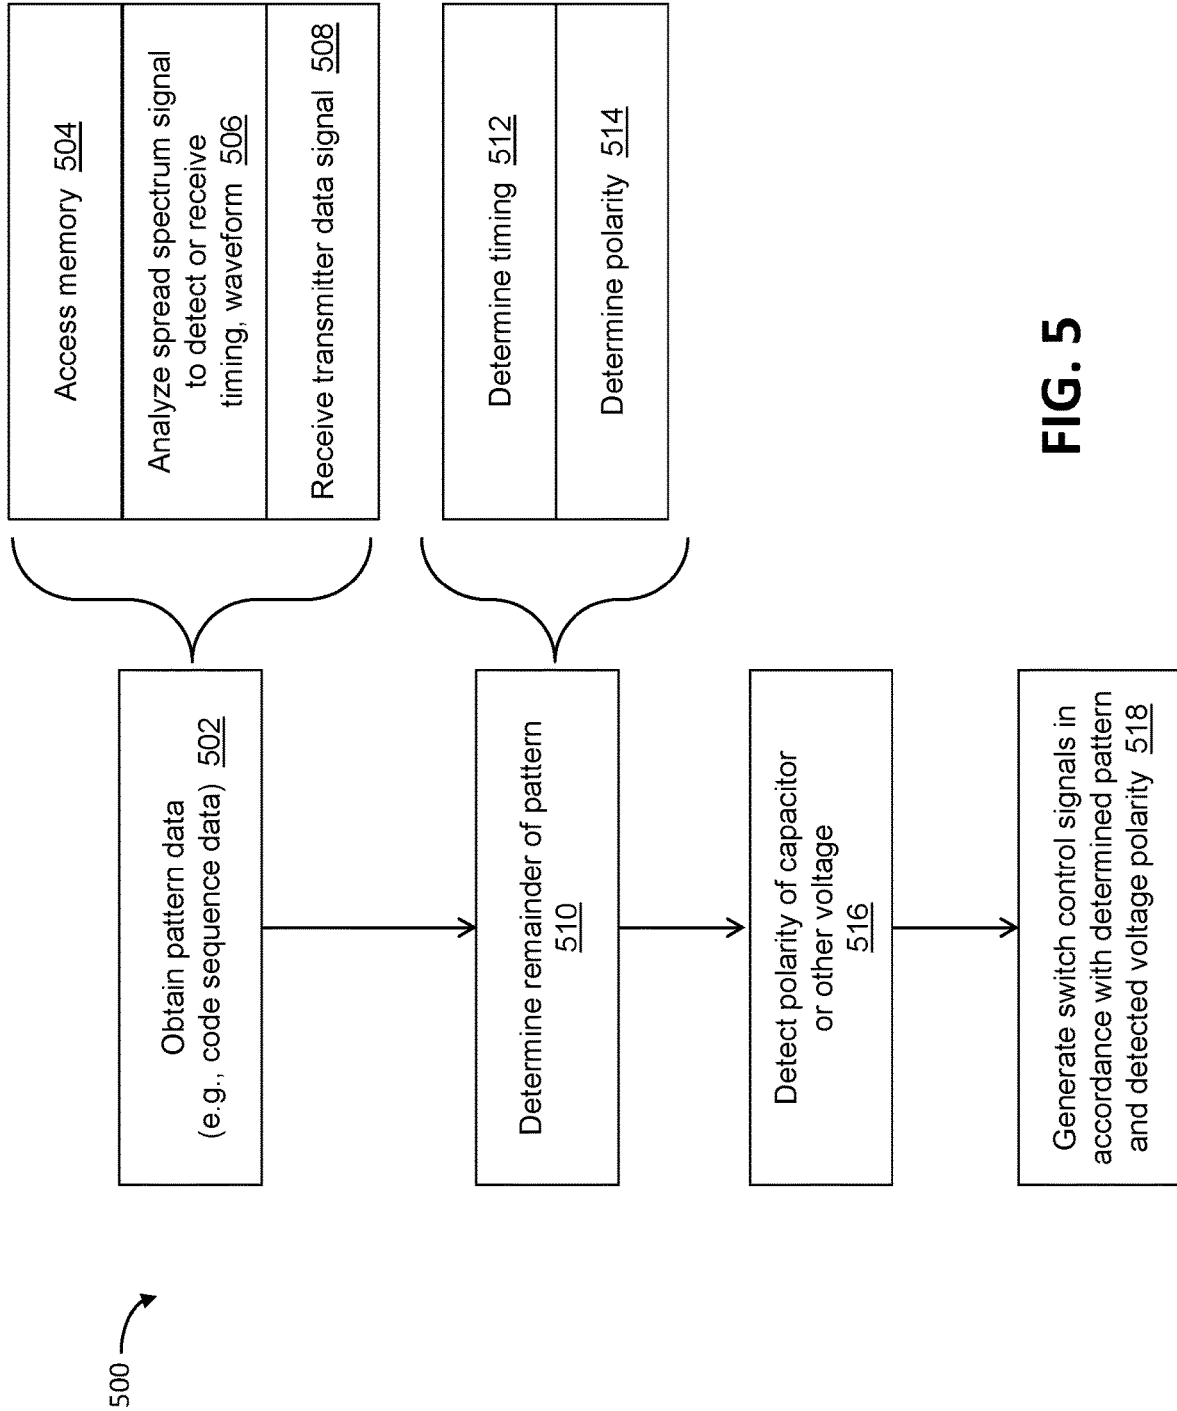 500
Obtain pattern data
(e.g., code sequence data) 502
Access memory 504
Analyze spread spectrum signal
to detect or receive
timing, waveform 506
Receive transmitter data signal 508
Determine remainder of pattern
510
Determine timing 512
Determine polarity 514
Detect polarity of capacitor
or other voltage
516
Generate switch control signals in
accordance with determined pattern
and detected voltage polarity 518
FIG. 5